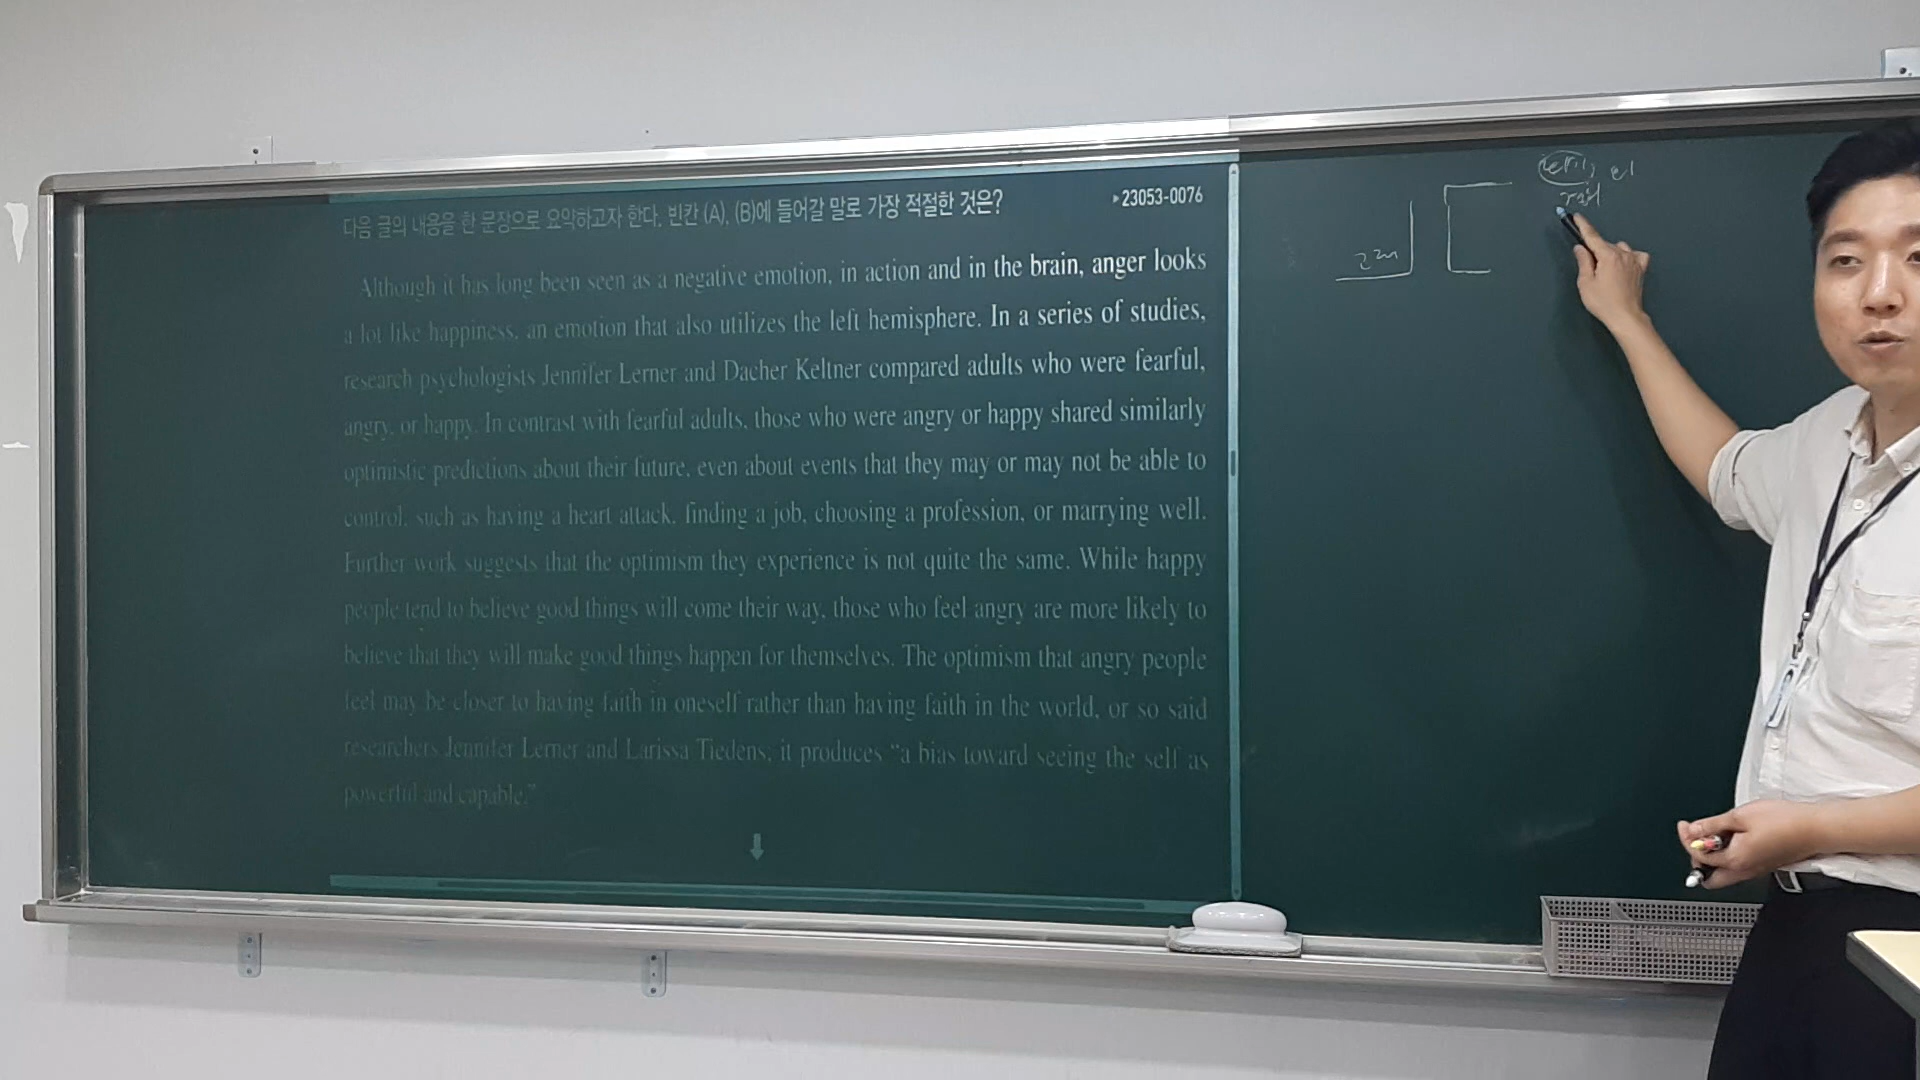 다음 글의 내용을 한 문장으로 요약하고자 한다. 빈칸 (A), (B)에 들어갈 말로 가장 적절한 것은?
▸23053-0076
Although it has long been seen as a negative emotion, in action and in the brain, anger looks
a lot like happiness, an emotion that also utilizes the left hemisphere. In a series of studies,
research psychologists Jennifer Lerner and Dacher Keltner compared adults who were fearful,
angry, or happy. In contrast with fearful adults, those who were angry or happy shared similarly
optimistic predictions about their future, even about events that they may or may not be able to
control, such as having a heart attack, finding a job, choosing a profession, or marrying well.
Further work suggests that the optimism they experience is not quite the same. While happy
people tend to believe good things will come their way, those who feel angry are more likely to
believe that they will make good things happen for themselves. The optimism that angry people
feel may be closer to having faith in oneself rather than having faith in the world, or so said
researchers Jennifer Lerner and Larissa Tiedens; it produces “a bias toward seeing the self as
powerful and capable.”